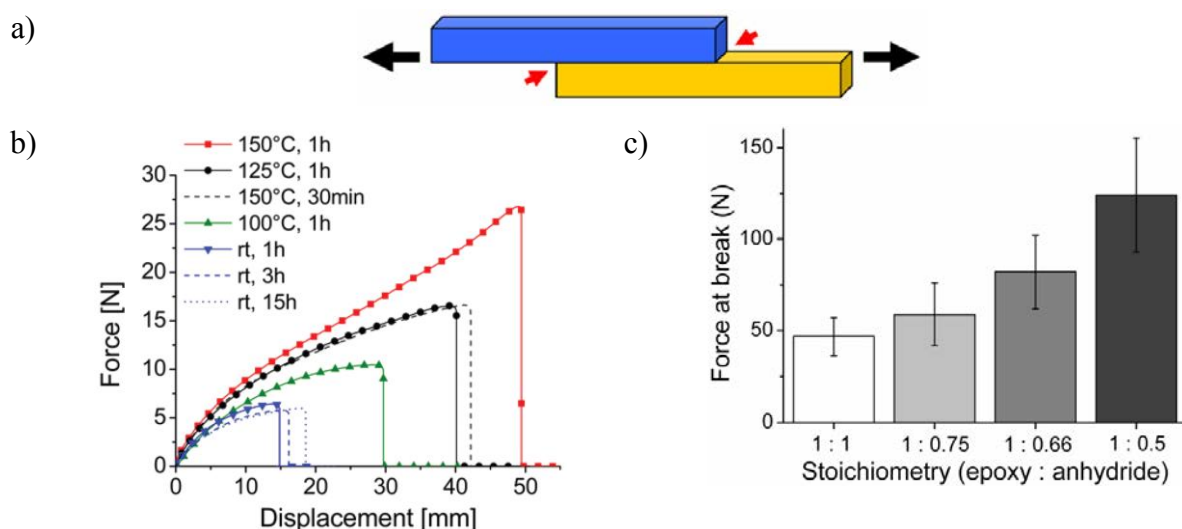 a)
b)
150°C, 1h
125°C, 1h
150°C, 30min
100°C, 1h
rt, 1h
rt, 3h
rt, 15h
30
25
20
15
10
5
0
Force [N]
0 10 20 30 40 50
Displacement [mm]
c)
150
100
50
0
Force at break (N)
1 : 1 1 : 0.75 1 : 0.66 1 : 0.5
Stoichiometry (epoxy : anhydride)